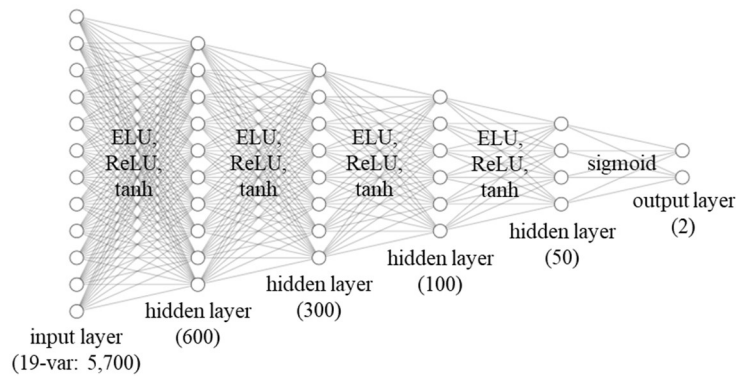 ELU,
ReLU,
tanh
ELU,
ReLU,
tanh
ELU,
ReLU,
tanh
ELU,
ReLU,
tanh
sigmoid
input layer
(19-var: 5,700)
hidden layer
(600)
hidden layer
(300)
hidden layer
(100)
hidden layer
(50)
output layer
(2)